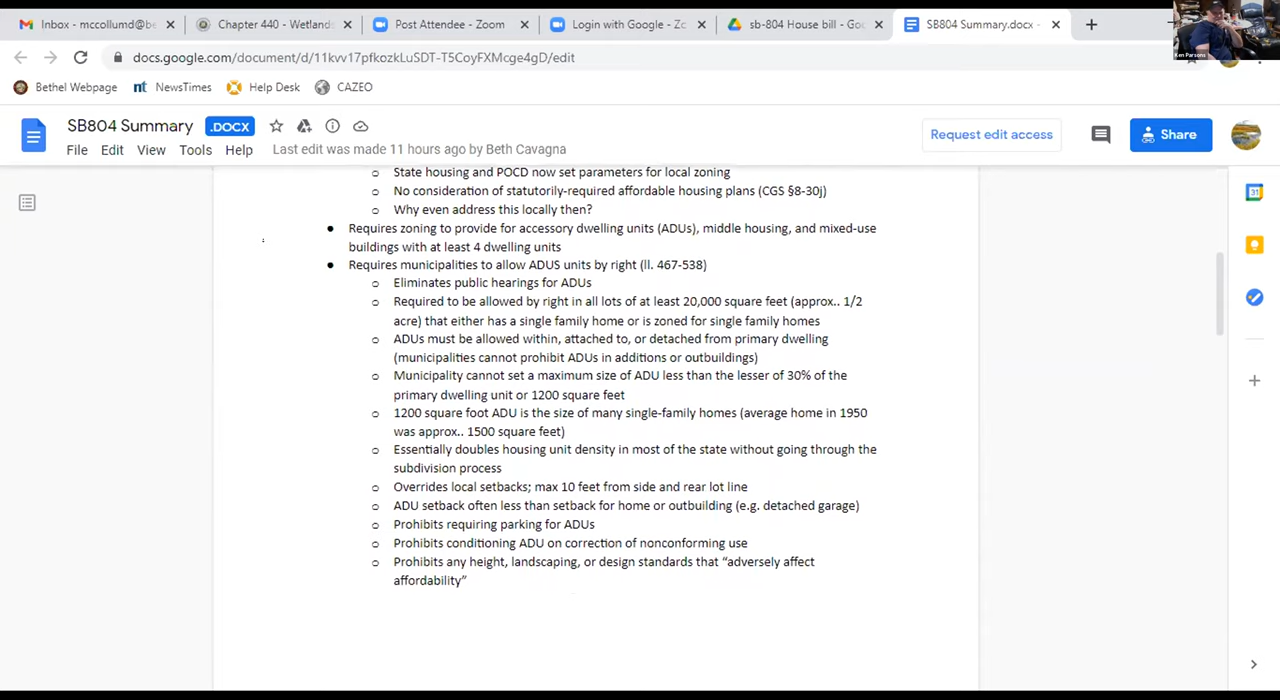 Inbox - mccollumd@be
Chapter 440 - Wetland
Post Attendee - Zoom
Login with Google - Zo
sb-804 House bill - Goo
SB804 Summary.docx -
docs.google.com/document/d/11kvv17pfkozkLuSDT-T5CoyFXMcge4gD/edit
Ken Parsons
Bethel Webpage
nt NewsTimes
Help Desk
CAZEO
SB804 Summary .DOCX
Request edit access
Share
File Edit View Tools Help Last edit was made 11 hours ago by Beth Cavagna
31
o State housing and POCD now set parameters for local zoning
o No consideration of statutorily-required affordable housing plans (CGS §8-30j)
o Why even address this locally then?
● Requires zoning to provide for accessory dwelling units (ADUs), middle housing, and mixed-use
buildings with at least 4 dwelling units
● Requires municipalities to allow ADUS units by right (ll. 467-538)
o Eliminates public hearings for ADUs
o Required to be allowed by right in all lots of at least 20,000 square feet (approx.. 1/2
acre) that either has a single family home or is zoned for single family homes
o ADUs must be allowed within, attached to, or detached from primary dwelling
(municipalities cannot prohibit ADUs in additions or outbuildings)
o Municipality cannot set a maximum size of ADU less than the lesser of 30% of the
primary dwelling unit or 1200 square feet
o 1200 square foot ADU is the size of many single-family homes (average home in 1950
was approx.. 1500 square feet)
o Essentially doubles housing unit density in most of the state without going through the
subdivision process
o Overrides local setbacks; max 10 feet from side and rear lot line
o ADU setback often less than setback for home or outbuilding (e.g. detached garage)
o Prohibits requiring parking for ADUs
o Prohibits conditioning ADU on correction of nonconforming use
o Prohibits any height, landscaping, or design standards that “adversely affect
affordability”